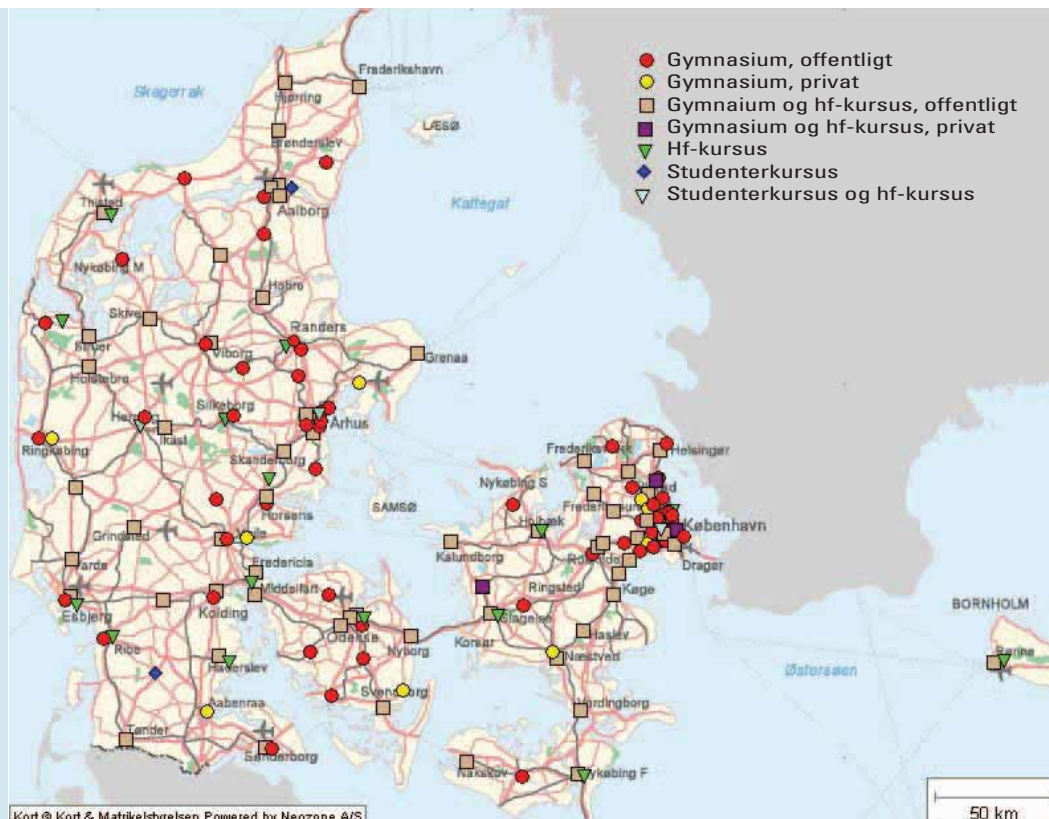 Gymnasium, offentligt
Gymnasium, privat
Gymnaium og hf-kursus, offentligt
Gymnasium og hf-kursus, privat
Hf-kursus
Studenterkursus
Studenterkursus og hf-kursus
Skagerrak
Frederikshavn
Hjørring
LÆSØ
Brønderslev
Thisted
Aalborg
Kattegat
Nykøbing M
Hobro
Skive
Randers
Struer
Viborg
Grenaa
Holstebro
Silkeborg
Herning
Århus
Ikast
Ringkøbing
Skanderborg
Frederiksværk
Helsingør
Nykøbing S
SAMSØ
Horsens
Frederikssund
Holbæk
København
Grindsted
Vejle
Kalundborg
Roskilde
Dragør
Varde
Fredericia
Middelfart
Ringsted
Køge
Esbjerg
Kolding
Slagelse
BORNHOLM
Odense
Nyborg
Korsør
Haslev
Ribe
Haderslev
Næstved
Rønne
Østersøen
Svendborg
Aabenraa
Vordingborg
Tønder
Sønderborg
Nakskov
Nykøbing F
50 km
Kort @ Kort & Matrikelstyrelsen Powered by Neozone A/S